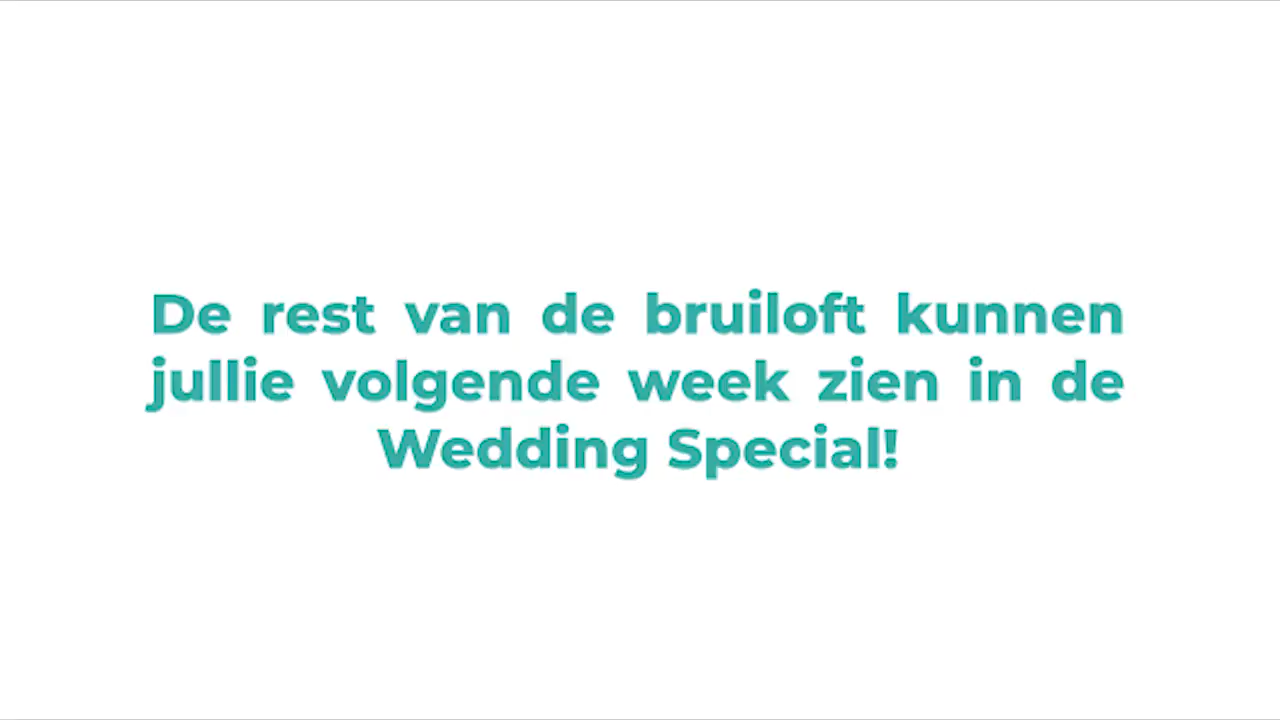 De rest van de bruiloft kunnen
jullie volgende week zien in de
Wedding Special!